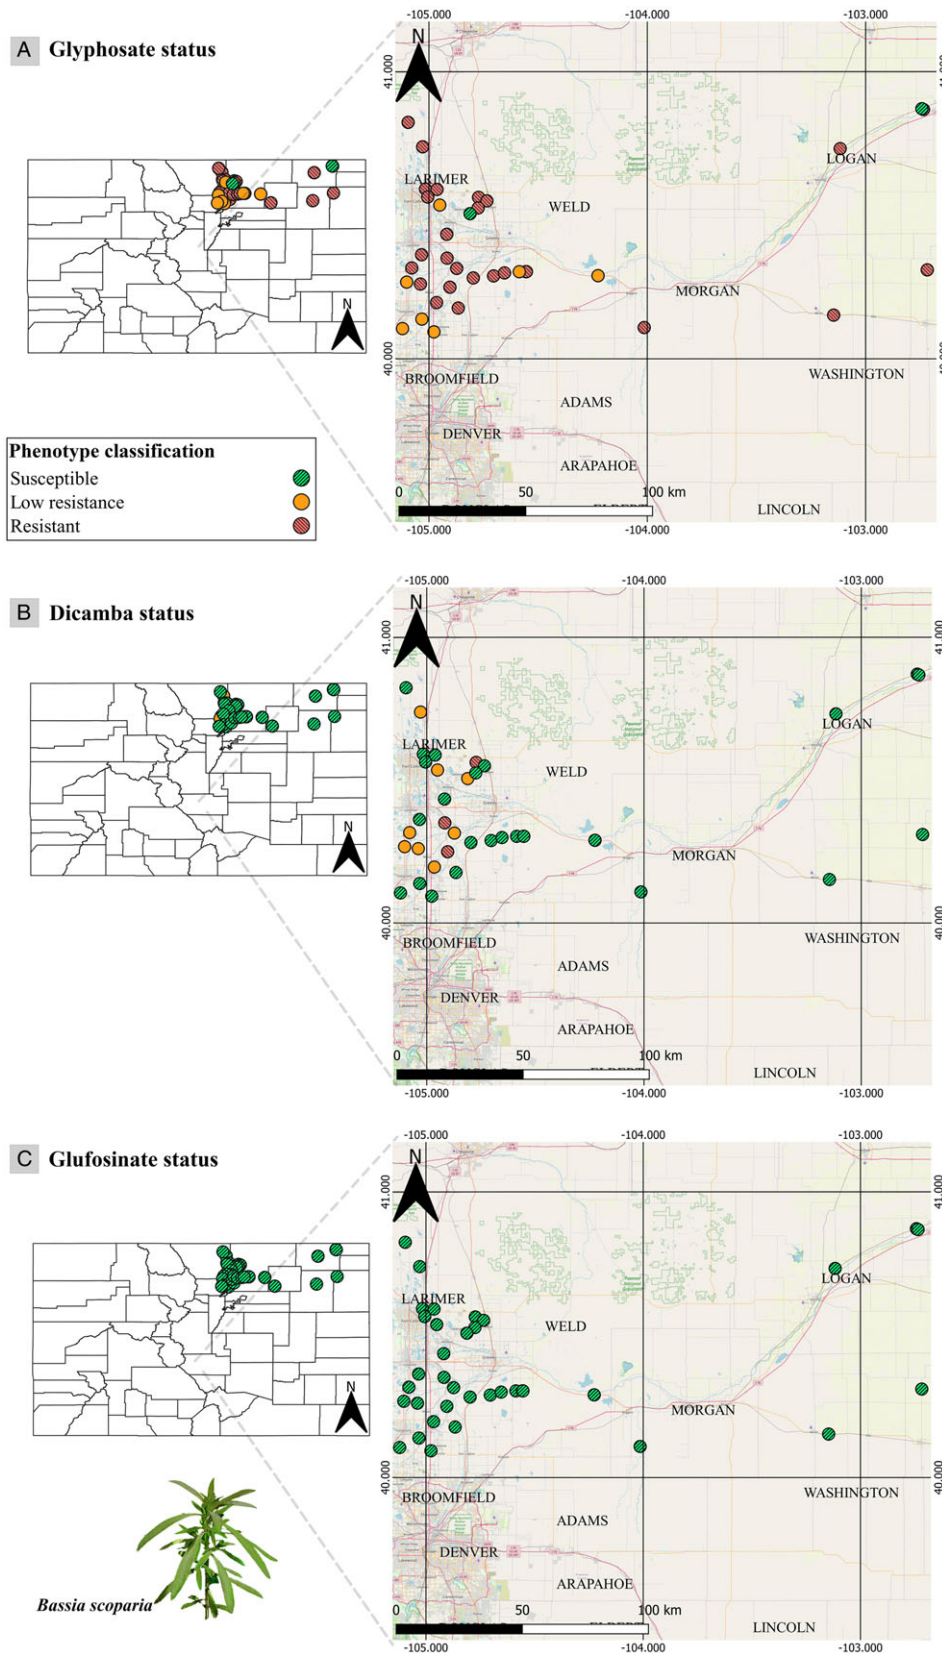 A Glyphosate status
N
Phenotype classification
Susceptible
Low resistance
Resistant
-105.000 -104.000 -103.000
N
41.000
LOGAN
LARIMER
WELD
MORGAN
40.000
WASHINGTON
BROOMFIELD
ADAMS
DENVER
ARAPAHOE
0 50 100 km
LINCOLN
-105.000 -104.000 -103.000
B Dicamba status
N
N
41.000 41.000
LOGAN
LARIMER
WELD
MORGAN
40.000 40.000
WASHINGTON
BROOMFIELD
ADAMS
DENVER
ARAPAHOE
0 50 100 km
LINCOLN
-105.000 -104.000 -103.000
-105.000 -104.000 -103.000
C Glufosinate status
N
Bassia scoparia
N
41.000 41.000
LOGAN
LARIMER
WELD
MORGAN
40.000 40.000
WASHINGTON
BROOMFIELD
ADAMS
DENVER
ARAPAHOE
0 50 100 km
LINCOLN
-105.000 -104.000 -103.000